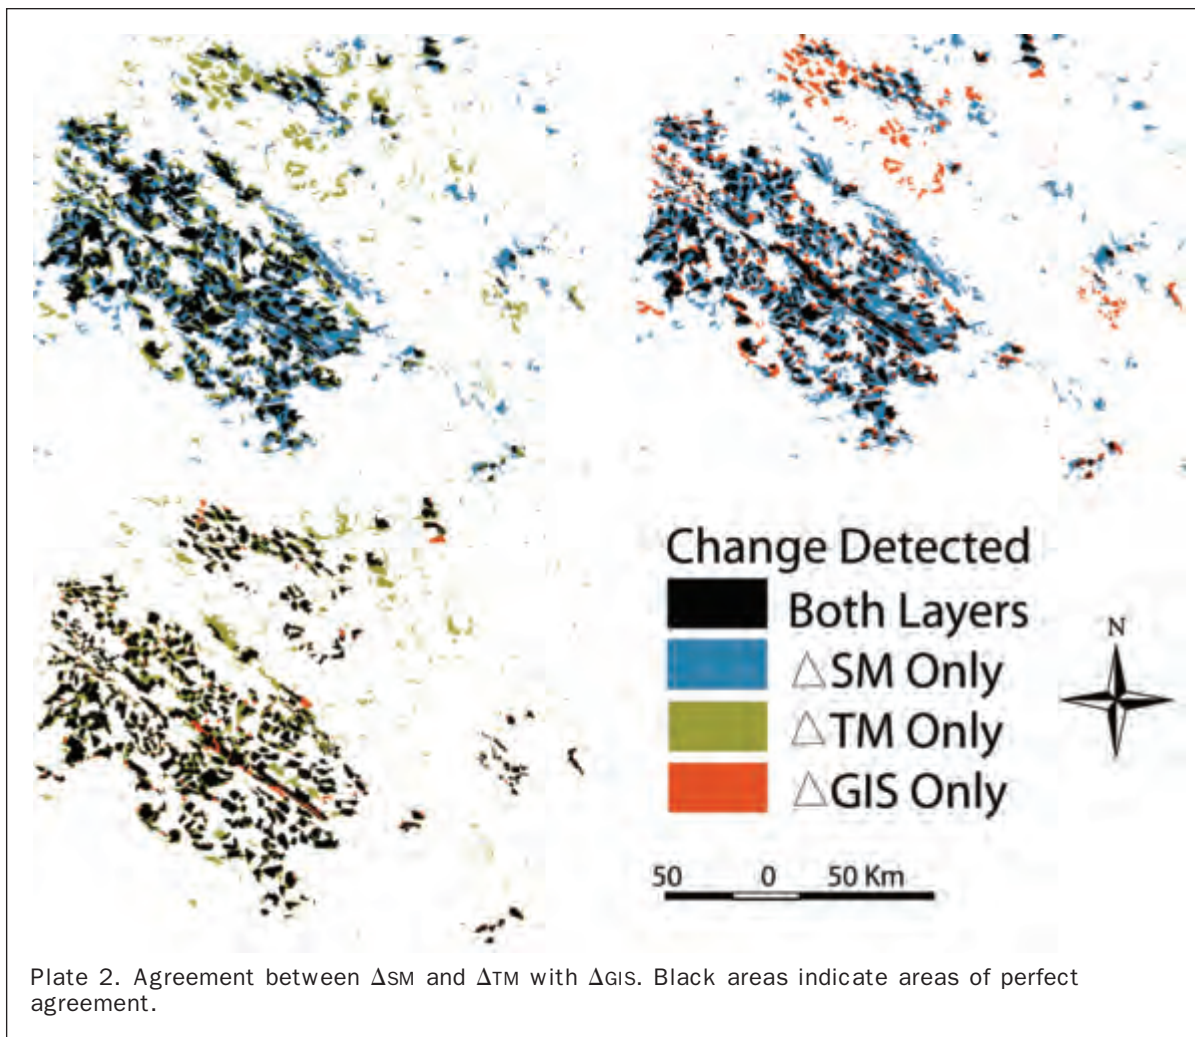 Change Detected
Both Layers
△SM Only
△TM Only
△GIS Only
N
50 0 50 Km
Plate 2. Agreement between ΔSM and ΔTM with ΔGIS. Black areas indicate areas of perfect
agreement.